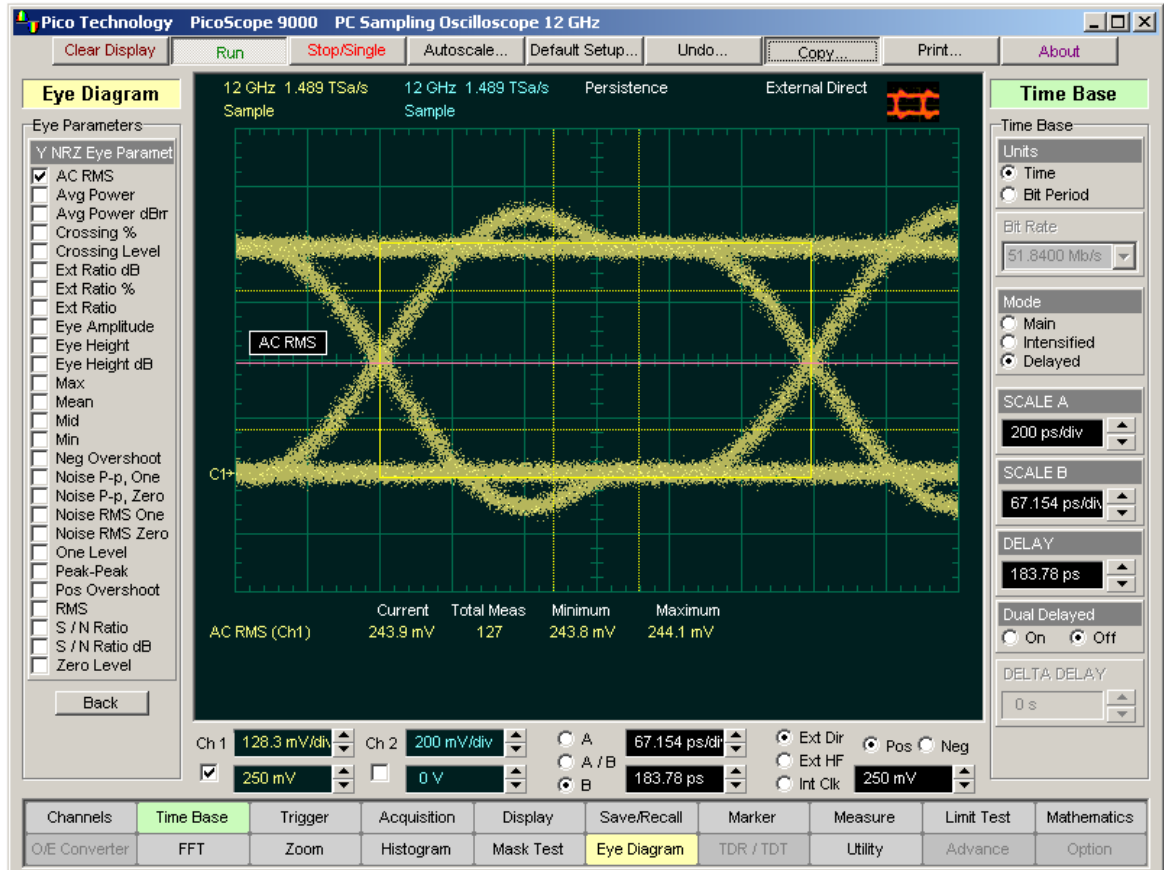 Pico Technology PicoScope 9000 PC Sampling Oscilloscope 12 GHz
Clear Display Run Stop/Single Autoscale... Default Setup... Undo... Copy... Print... About
Eye Diagram
Eye Parameters
Y NRZ Eye Paramet
AC RMS
Avg Power
Avg Power dBm
Crossing %
Crossing Level
Ext Ratio dB
Ext Ratio %
Ext Ratio
Eye Amplitude
Eye Height
Eye Height dB
Max
Mean
Mid
Min
Neg Overshoot
Noise P-p, One
Noise P-p, Zero
Noise RMS One
Noise RMS Zero
One Level
Peak-Peak
Pos Overshoot
RMS
S / N Ratio
S / N Ratio dB
Zero Level
Back
12 GHz 1.489 TSa/s 12 GHz 1.489 TSa/s Persistence External Direct
Sample Sample
AC RMS
C1
Current Total Meas Minimum Maximum
AC RMS (Ch1) 243.9 mV 127 243.8 mV 244.1 mV
Time Base
Time Base
Units
Time
Bit Period
Bit Rate
51.8400 Mb/s
Mode
Main
Intensified
Delayed
SCALE A
200 ps/div
SCALE B
67.154 ps/div
DELAY
183.78 ps
Dual Delayed
On Off
DELTA DELAY
0 s
Ch 1 128.3 mV/div Ch 2 200 mV/div A 67.154 ps/div Ext Dir Pos Neg
A / B Ext HF
250 mV 0 V B 183.78 ps Int Clk 250 mV
Channels Time Base Trigger Acquisition Display Save/Recall Marker Measure Limit Test Mathematics
O/E Converter FFT Zoom Histogram Mask Test Eye Diagram TDR / TDT Utility Advance Option